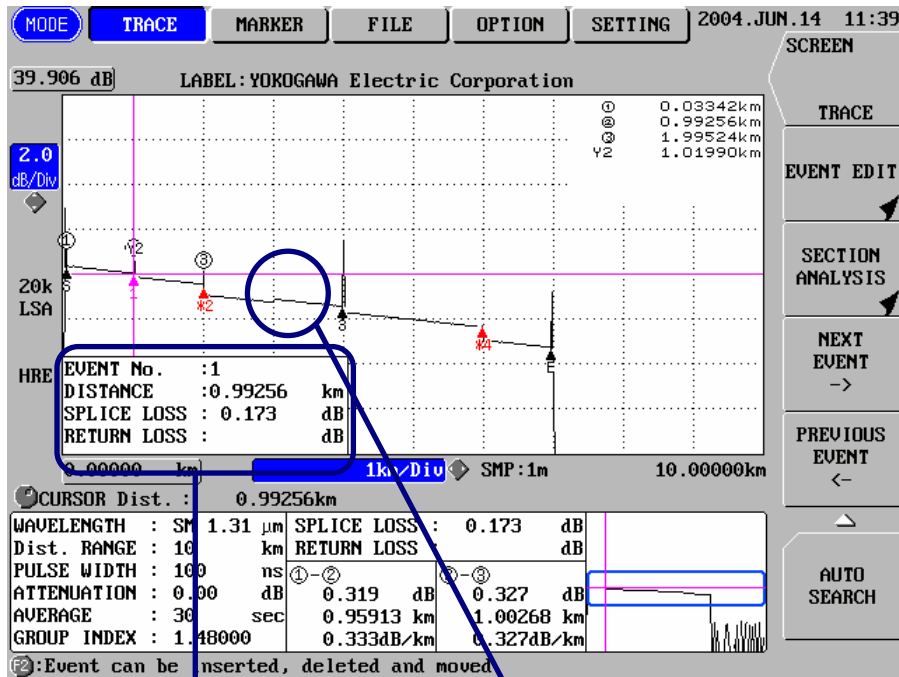 MODE TRACE MARKER FILE OPTION SETTING 2004.JUN.14 11:39
SCREEN
TRACE
39.906 dB LABEL:YOKOGAWA Electric Corporation
① 0.03342km
② 0.99256km
③ 1.99524km
Y2 1.01990km
2.0
dB/Div
EVENT EDIT
① Y2 ③
S 1 *2 3 *4 E
20k
LSA
SECTION
ANALYSIS
HRE
EVENT No. :1
DISTANCE :0.99256 km
SPLICE LOSS : 0.173 dB
RETURN LOSS : dB
NEXT
EVENT
->
PREVIOUS
EVENT
<-
0.00000 km 1km/Div SMP:1m 10.00000km
CURSOR Dist. : 0.99256km
WAVELENGTH : SM 1.31 µm
Dist. RANGE : 10 km
PULSE WIDTH : 100 ns
ATTENUATION : 0.00 dB
AVERAGE : 30 sec
GROUP INDEX : 1.48000
SPLICE LOSS : 0.173 dB
RETURN LOSS : dB
①-② ②-③
0.319 dB 0.327 dB
0.95913 km 1.00268 km
0.333dB/km 0.327dB/km
AUTO
SEARCH
F2:Event can be inserted, deleted and moved